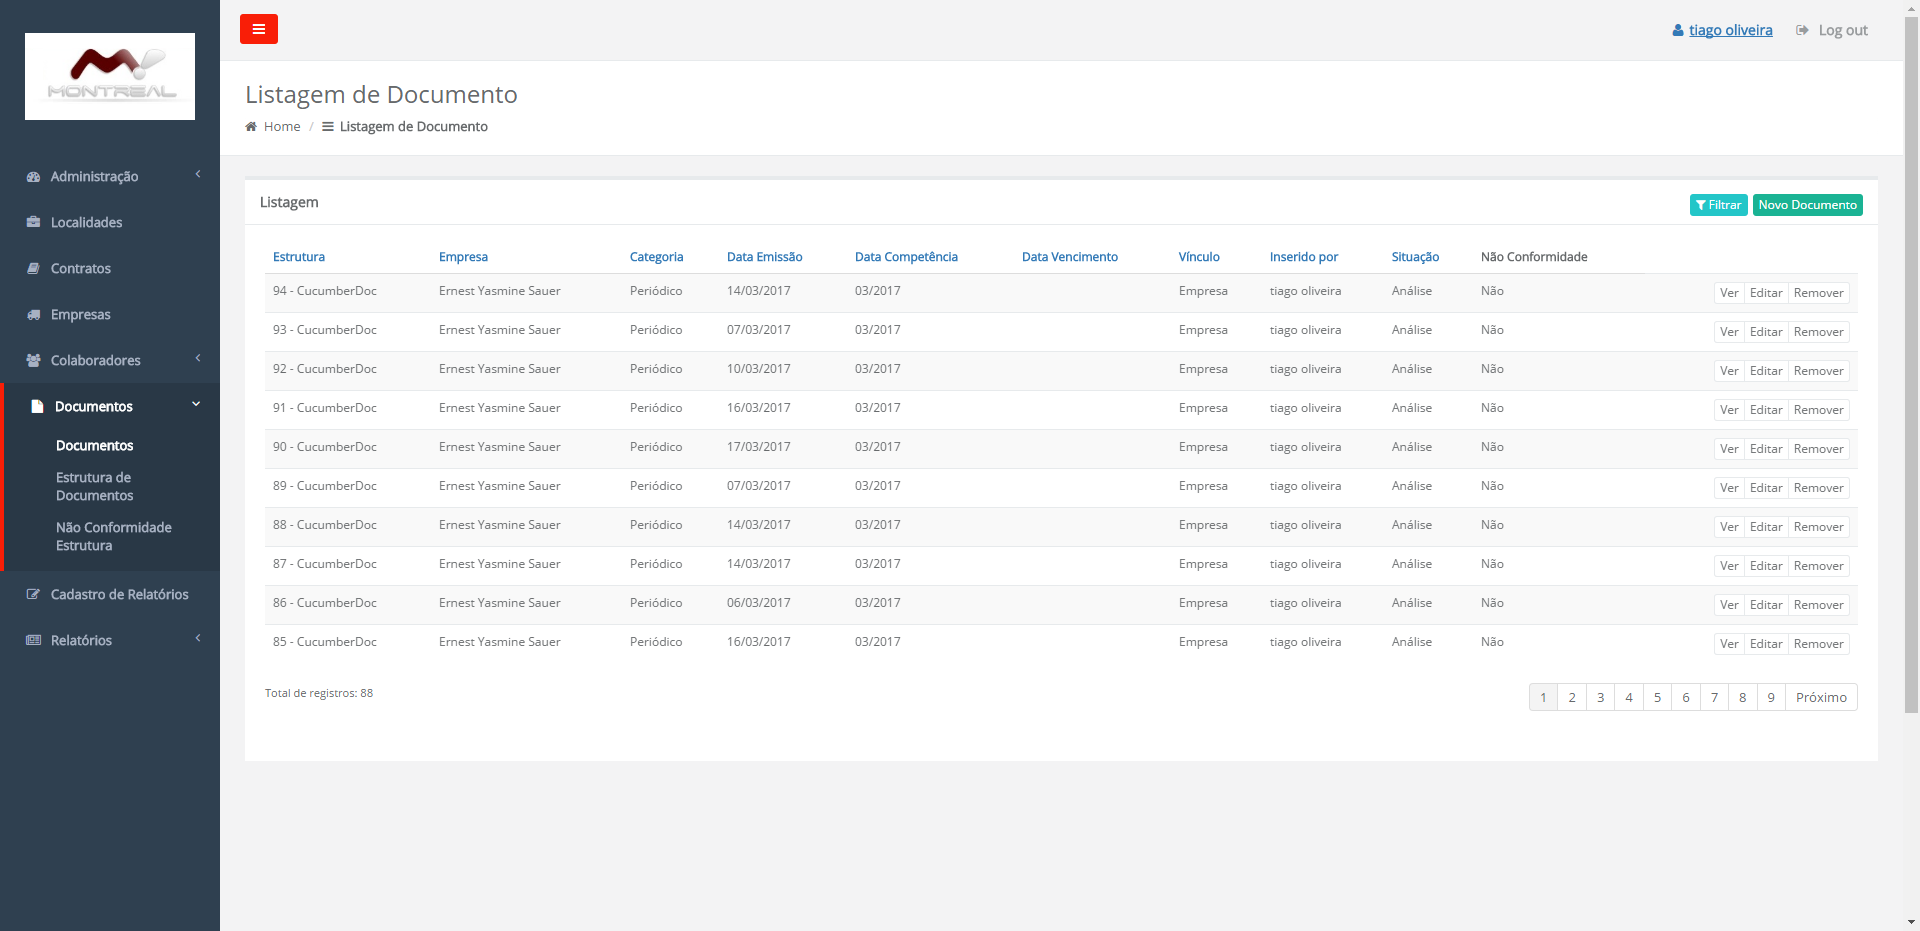 MONTREAL
Administração
Localidades
Contratos
Empresas
Colaboradores
Documentos
Documentos
Estrutura de
Documentos
Não Conformidade
Estrutura
Cadastro de Relatórios
Relatórios
tiago oliveira Log out
Listagem de Documento
Home / Listagem de Documento
Listagem
Filtrar Novo Documento
Estrutura Empresa Categoria Data Emissão Data Competência Data Vencimento Vínculo Inserido por Situação Não Conformidade
94 - CucumberDoc Ernest Yasmine Sauer Periódico 14/03/2017 03/2017 Empresa tiago oliveira Análise Não Ver Editar Remover
93 - CucumberDoc Ernest Yasmine Sauer Periódico 07/03/2017 03/2017 Empresa tiago oliveira Análise Não Ver Editar Remover
92 - CucumberDoc Ernest Yasmine Sauer Periódico 10/03/2017 03/2017 Empresa tiago oliveira Análise Não Ver Editar Remover
91 - CucumberDoc Ernest Yasmine Sauer Periódico 16/03/2017 03/2017 Empresa tiago oliveira Análise Não Ver Editar Remover
90 - CucumberDoc Ernest Yasmine Sauer Periódico 17/03/2017 03/2017 Empresa tiago oliveira Análise Não Ver Editar Remover
89 - CucumberDoc Ernest Yasmine Sauer Periódico 07/03/2017 03/2017 Empresa tiago oliveira Análise Não Ver Editar Remover
88 - CucumberDoc Ernest Yasmine Sauer Periódico 14/03/2017 03/2017 Empresa tiago oliveira Análise Não Ver Editar Remover
87 - CucumberDoc Ernest Yasmine Sauer Periódico 14/03/2017 03/2017 Empresa tiago oliveira Análise Não Ver Editar Remover
86 - CucumberDoc Ernest Yasmine Sauer Periódico 06/03/2017 03/2017 Empresa tiago oliveira Análise Não Ver Editar Remover
85 - CucumberDoc Ernest Yasmine Sauer Periódico 16/03/2017 03/2017 Empresa tiago oliveira Análise Não Ver Editar Remover
Total de registros: 88
1 2 3 4 5 6 7 8 9 Próximo